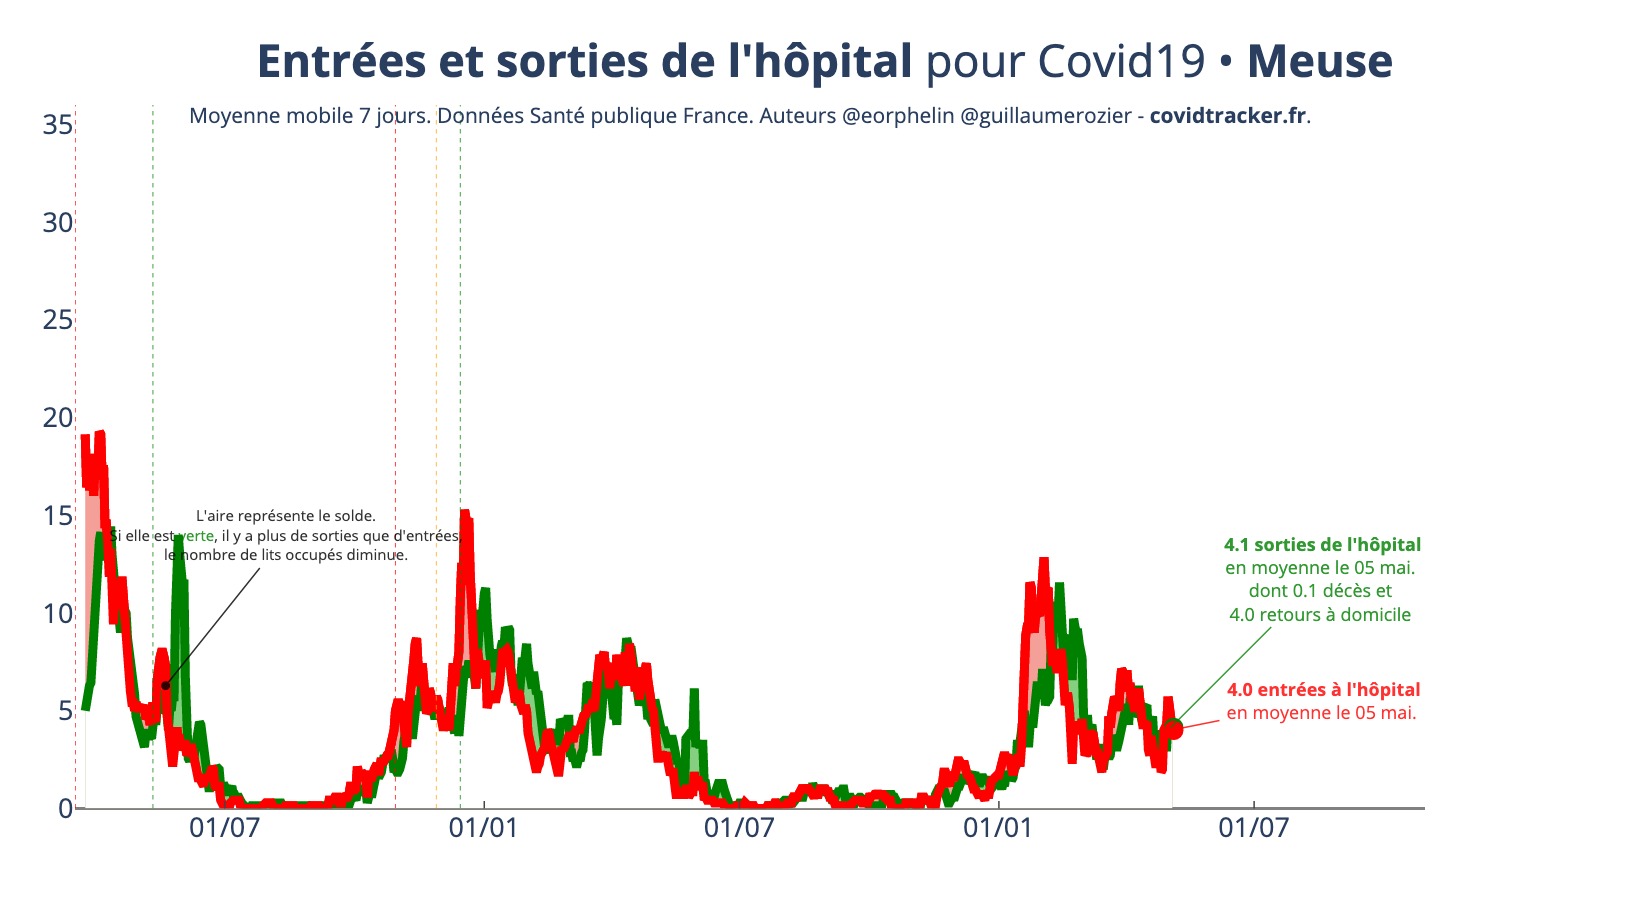 Entrées et sorties de l'hôpital pour Covid19 • Meuse
Moyenne mobile 7 jours. Données Santé publique France. Auteurs @eorphelin @guillaumerozier - covidtracker.fr.
35
30
25
20
15
10
5
0
L'aire représente le solde.
Si elle est verte, il y a plus de sorties que d'entrées,
le nombre de lits occupés diminue.
4.1 sorties de l'hôpital
en moyenne le 05 mai.
dont 0.1 décès et
4.0 retours à domicile
4.0 entrées à l'hôpital
en moyenne le 05 mai.
01/07 01/01 01/07 01/01 01/07